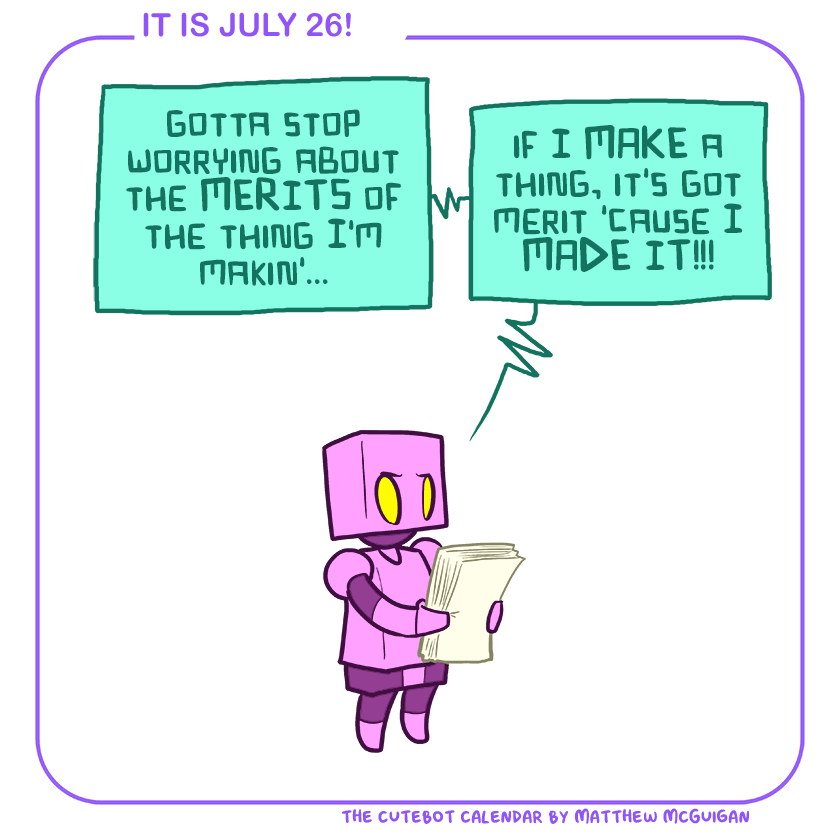 IT IS JULY 26!
GOTTA STOP
WORRYING ABOUT
THE MERITS OF
THE THING I'M
MAKIN'...
IF I MAKE A
THING, IT'S GOT
MERIT 'CAUSE I
MADE IT!!!
THE CUTEBOT CALENDAR BY MATTHEW MCGUIGAN